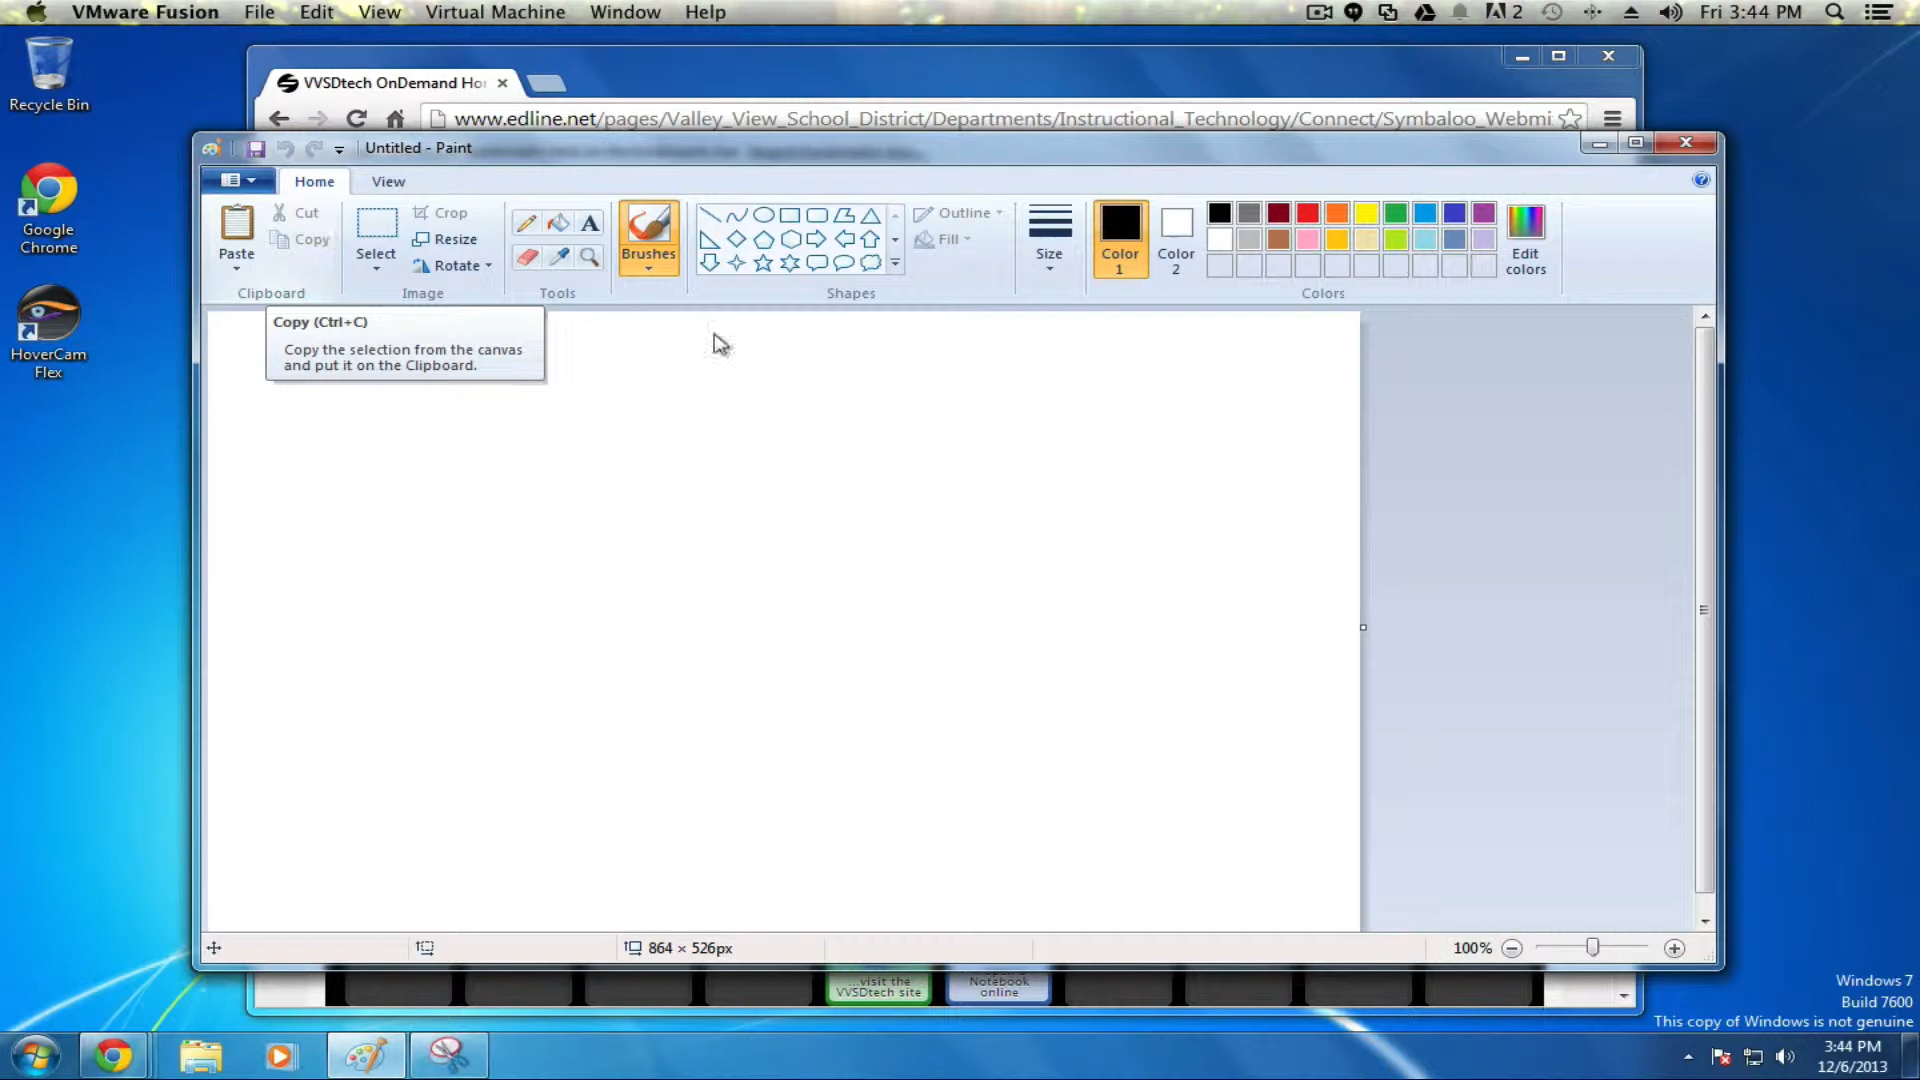 VMware Fusion File Edit View Virtual Machine Window Help 2 Fri 3:44 PM
Recycle Bin
VVSDtech OnDemand Ho
www.edline.net/pages/Valley_View_School_District/Departments/Instructional_Technology/Connect/Symbaloo_Webmi
Untitled - Paint
Home View
Paste
Cut
Copy
Clipboard
Select
Crop
Resize
Rotate
Image
A
Tools
Brushes
Shapes
Outline
Fill
Size
Color
1
Color
2
Edit
colors
Colors
Google
Chrome
HoverCam
Flex
Copy (Ctrl+C)
Copy the selection from the canvas
and put it on the Clipboard.
864 × 526px
100%
...visit the
VVSDtech site
Notebook
online
Windows 7
Build 7600
This copy of Windows is not genuine
3:44 PM
12/6/2013